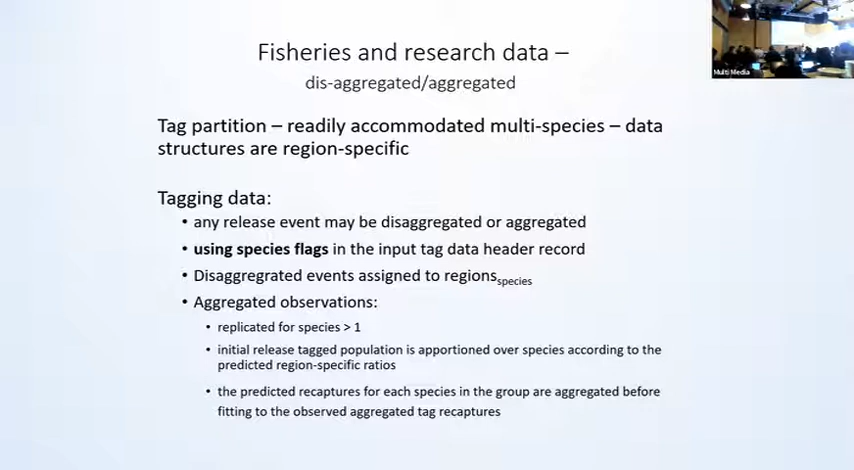 Fisheries and research data –
dis-aggregated/aggregated
Multi Media
Tag partition – readily accommodated multi-species – data
structures are region-specific
Tagging data:
• any release event may be disaggregated or aggregated
• using species flags in the input tag data header record
• Disaggregrated events assigned to regionsspecies
• Aggregated observations:
• replicated for species > 1
• initial release tagged population is apportioned over species according to the
predicted region-specific ratios
• the predicted recaptures for each species in the group are aggregated before
fitting to the observed aggregated tag recaptures